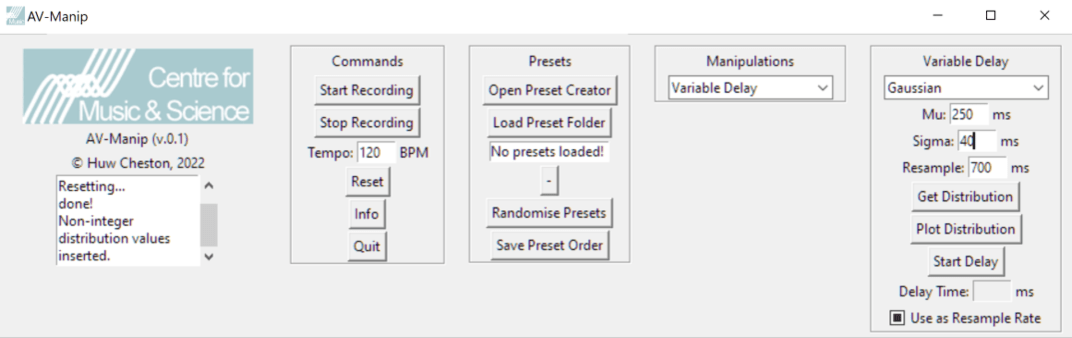 AV-Manip
Centre for
Music & Science
AV-Manip (v.0.1)
© Huw Cheston, 2022
Resetting...
done!
Non-integer
distribution values
inserted.
Commands
Start Recording
Stop Recording
Tempo: 120 BPM
Reset
Info
Quit
Presets
Open Preset Creator
Load Preset Folder
No presets loaded!
-
Randomise Presets
Save Preset Order
Manipulations
Variable Delay
Variable Delay
Gaussian
Mu: 250 ms
Sigma: 40 ms
Resample: 700 ms
Get Distribution
Plot Distribution
Start Delay
Delay Time: ms
Use as Resample Rate